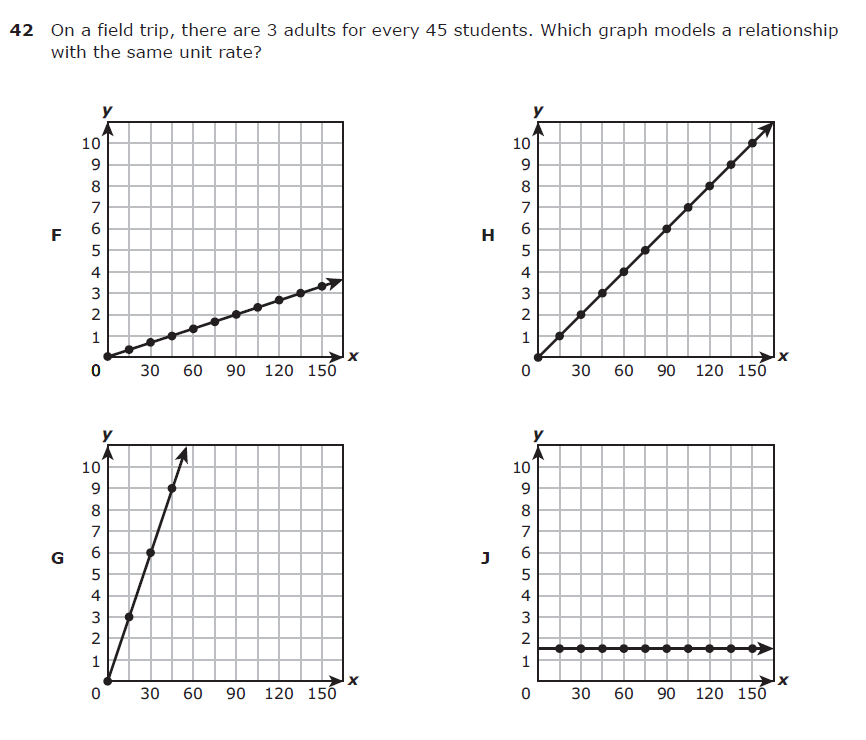 42 On a field trip, there are 3 adults for every 45 students. Which graph models a relationship
with the same unit rate?
y
10
9
8
7
6
5
4
3
2
1
0 30 60 90 120 150 x
F
y
10
9
8
7
6
5
4
3
2
1
0 30 60 90 120 150 x
H
y
10
9
8
7
6
5
4
3
2
1
0 30 60 90 120 150 x
G
y
10
9
8
7
6
5
4
3
2
1
0 30 60 90 120 150 x
J